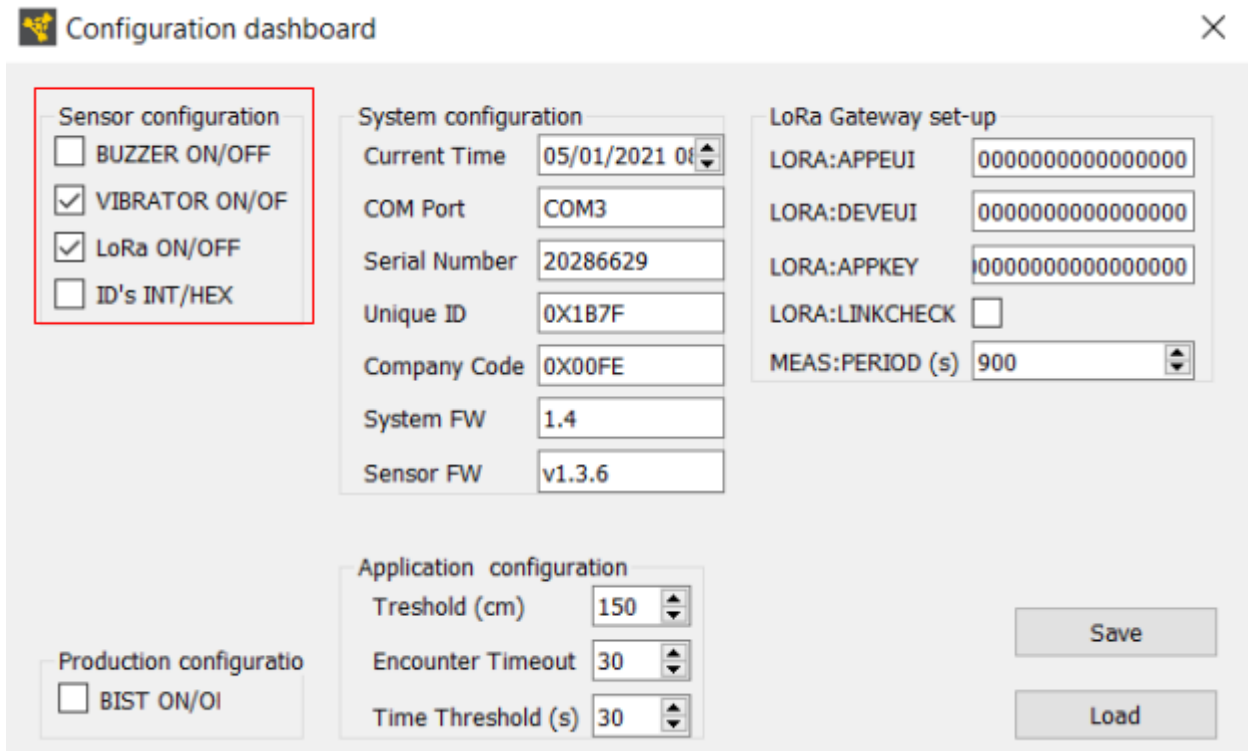 Configuration dashboard
Sensor configuration
BUZZER ON/OFF
VIBRATOR ON/OF
LoRa ON/OFF
ID's INT/HEX
System configuration
Current Time 05/01/2021 08
COM Port COM3
Serial Number 20286629
Unique ID 0X1B7F
Company Code 0X00FE
System FW 1.4
Sensor FW v1.3.6
LoRa Gateway set-up
LORA:APPEUI 0000000000000000
LORA:DEVEUI 0000000000000000
LORA:APPKEY 00000000000000000
LORA:LINKCHECK
MEAS:PERIOD (s) 900
Application configuration
Treshold (cm) 150
Encounter Timeout 30
Time Threshold (s) 30
Production configuratio
BIST ON/O
Save
Load